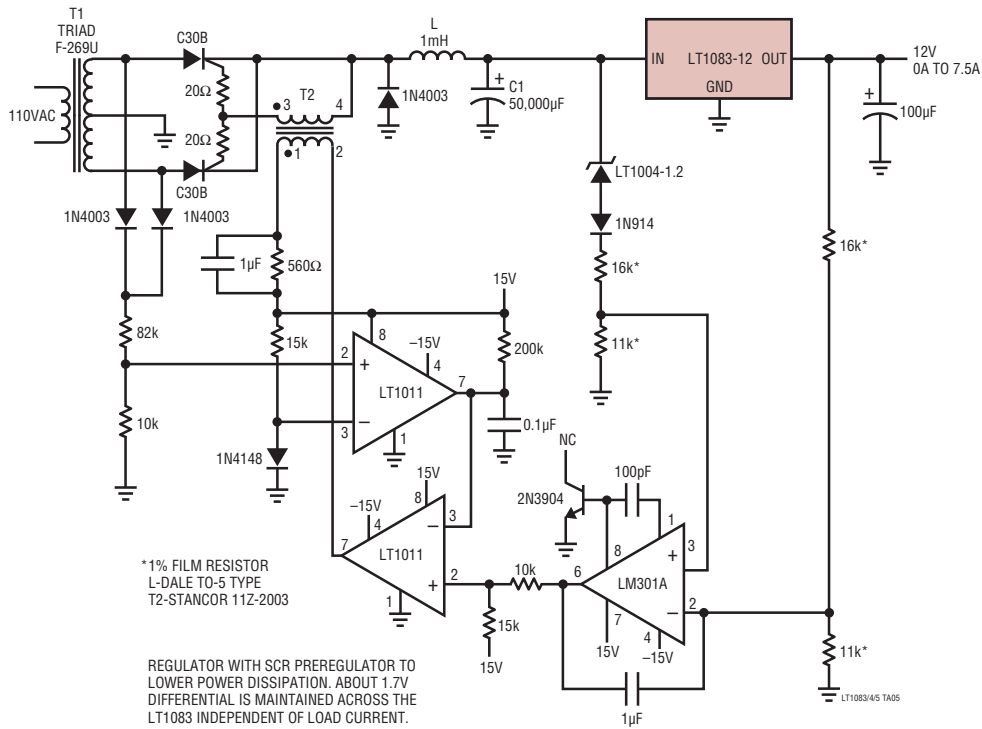 T1
TRIAD
F-269U
C30B
L
1mH
IN
LT1083-12
OUT
GND
12V
0A TO 7.5A
20Ω
T2
3
4
1N4003
+
C1
50,000µF
+
100µF
110VAC
20Ω
1
2
C30B
LT1004-1.2
1N4003
1N4003
1N914
1µF
560Ω
16k*
16k*
15V
82k
15k
8
–15V
4
200k
11k*
2
+
LT1011
7
10k
–
3
1
0.1µF
1N4148
NC
15V
8
100pF
–15V
4
2N3904
–
3
1
7
LT1011
8
+
3
*1% FILM RESISTOR
L-DALE TO-5 TYPE
T2-STANCOR 11Z-2003
+
2
10k
6
LM301A
1
15k
7
–
2
15V
15V
4
–15V
11k*
REGULATOR WITH SCR PREREGULATOR TO
LOWER POWER DISSIPATION. ABOUT 1.7V
DIFFERENTIAL IS MAINTAINED ACROSS THE
LT1083 INDEPENDENT OF LOAD CURRENT.
1µF
LT1083/4/5 TA05